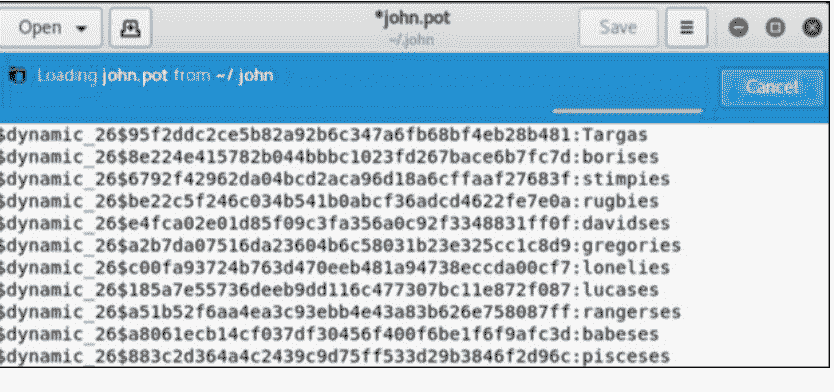 Open
*john.pot
~/.john
Save
Loading john.pot from ~/.john
Cancel
$dynamic_26$95f2ddc2ce5b82a92b6c347a6fb68bf4eb28b481:Targas
$dynamic_26$8e224e415782b044bbbc1023fd267bace6b7fc7d:borises
$dynamic_26$6792f42962da04bcd2aca96d18a6cffaaf27683f:stimpies
$dynamic_26$be22c5f246c034b541b0abcf36adcd4622fe7e0a:rugbies
$dynamic_26$e4fca02e01d85f09c3fa356a0c92f3348831ff0f:davidses
$dynamic_26$a2b7da07516da23604b6c58031b23e325cc1c8d9:gregories
$dynamic_26$c00fa93724b763d470eeb481a94738eccda00cf7:lonelies
$dynamic_26$185a7e55736deeb9dd116c477307bc11e872f087:lucases
$dynamic_26$a51b52f6aa4ea3c93ebb4e43a83b626e758087ff:rangerses
$dynamic_26$a8061ecb14cf037df30456f400f6be1f6f9afc3d:babeses
$dynamic_26$883c2d364a4c2439c9d75ff533d29b3846f2d96c:pisceses